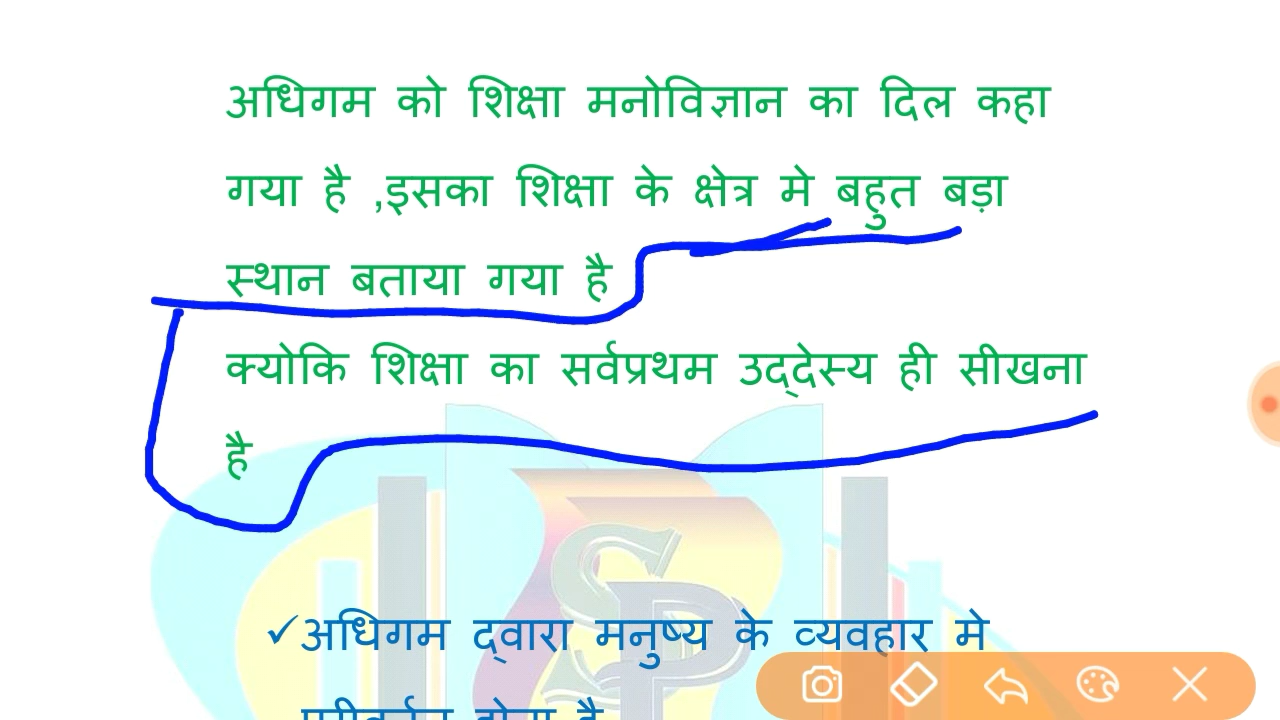 अधिगम को शिक्षा मनोविज्ञान का दिल कहा
गया है ,इसका शिक्षा के क्षेत्र मे बहुत बड़ा
स्थान बताया गया है
क्योकि शिक्षा का सर्वप्रथम उद्देस्य ही सीखना
है
✓अधिगम द्वारा मनुष्य के व्यवहार मे
SP